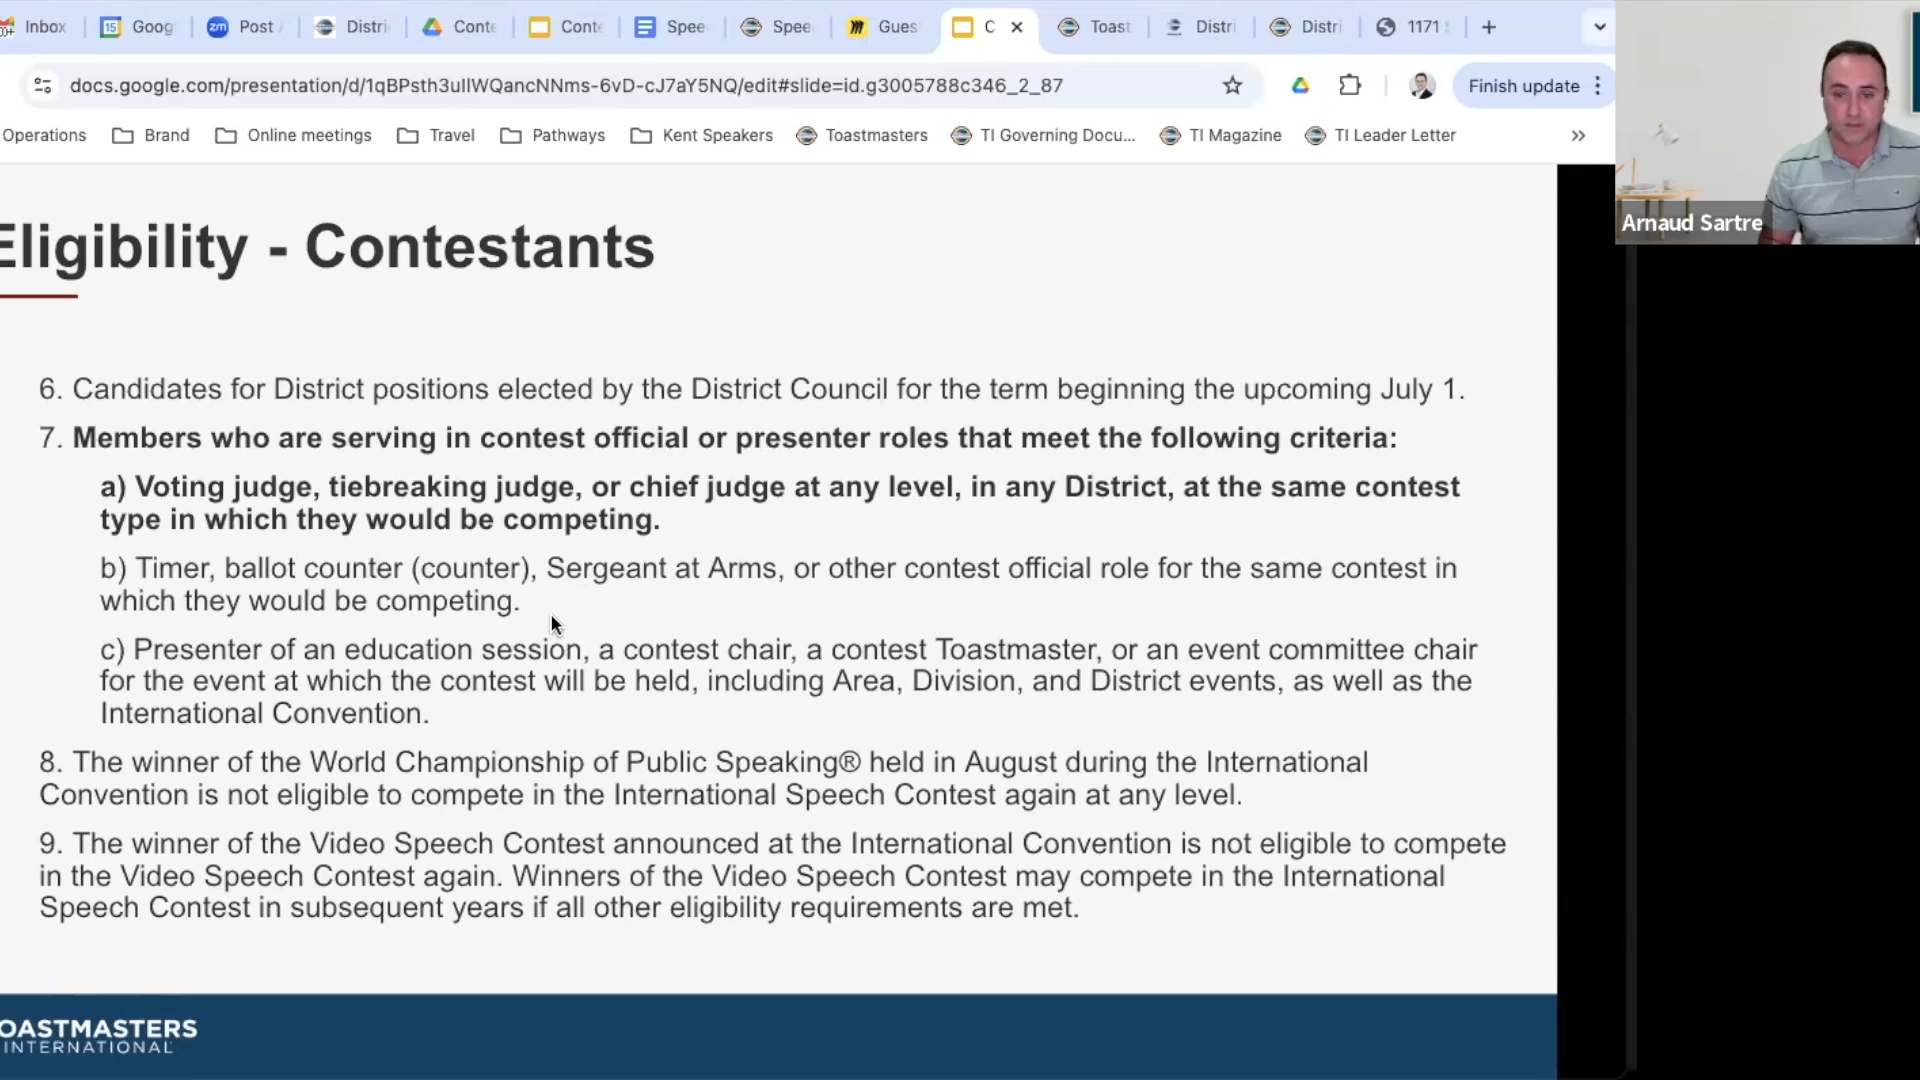 Inbox Goog Post Distri Conte Conte Spee Spee Gues C Toast Distri Distri 1171
docs.google.com/presentation/d/1qBPsth3uIlWQancNNms-6vD-cJ7aY5NQ/edit#slide=id.g3005788c346_2_87 Finish update
Operations Brand Online meetings Travel Pathways Kent Speakers Toastmasters TI Governing Docu... TI Magazine TI Leader Letter
Arnaud Sartre
Eligibility - Contestants
6. Candidates for District positions elected by the District Council for the term beginning the upcoming July 1.
7. Members who are serving in contest official or presenter roles that meet the following criteria:
a) Voting judge, tiebreaking judge, or chief judge at any level, in any District, at the same contest
type in which they would be competing.
b) Timer, ballot counter (counter), Sergeant at Arms, or other contest official role for the same contest in
which they would be competing.
c) Presenter of an education session, a contest chair, a contest Toastmaster, or an event committee chair
for the event at which the contest will be held, including Area, Division, and District events, as well as the
International Convention.
8. The winner of the World Championship of Public Speaking® held in August during the International
Convention is not eligible to compete in the International Speech Contest again at any level.
9. The winner of the Video Speech Contest announced at the International Convention is not eligible to compete
in the Video Speech Contest again. Winners of the Video Speech Contest may compete in the International
Speech Contest in subsequent years if all other eligibility requirements are met.
OASTMASTERS
INTERNATIONAL